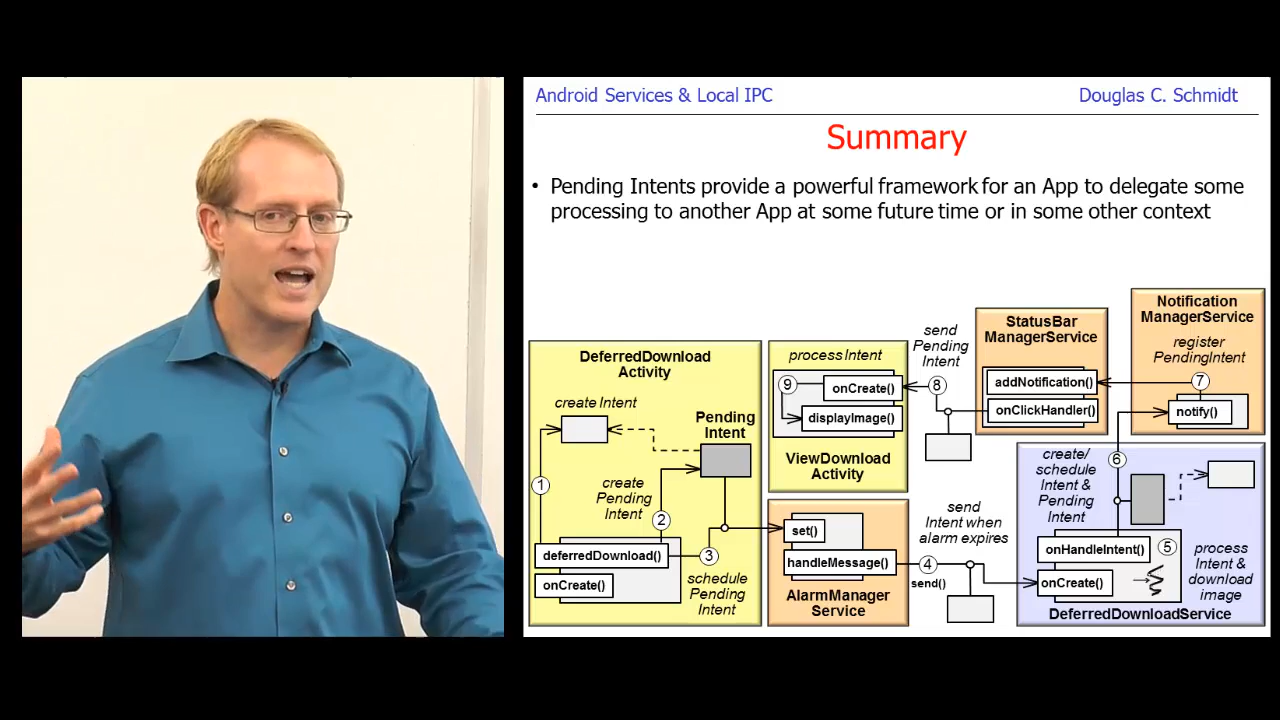 Android Services & Local IPC
Douglas C. Schmidt
Summary
• Pending Intents provide a powerful framework for an App to delegate some
processing to another App at some future time or in some other context
DeferredDownload
Activity
create Intent
Pending
Intent
1
create
Pending
Intent
2
deferredDownload()
3
onCreate()
schedule
Pending
Intent
process Intent
9
onCreate()
displayImage()
ViewDownload
Activity
set()
handleMessage()
AlarmManager
Service
send
Pending
Intent
8
send
Intent when
alarm expires
4
send()
StatusBar
ManagerService
addNotification()
onClickHandler()
Notification
ManagerService
register
PendingIntent
7
notify()
create/
schedule
Intent &
Pending
Intent
6
onHandleIntent()
5
onCreate()
process
Intent &
download
image
DeferredDownloadService